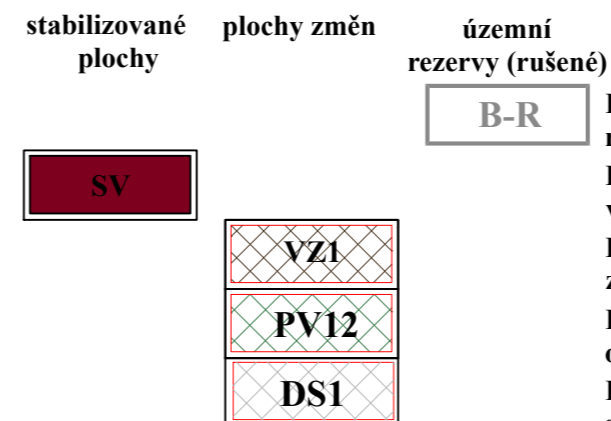 stabilizované plochy změn územní
plochy rezervy (rušené)
B-R
SV
VZ1
PV12
DS1